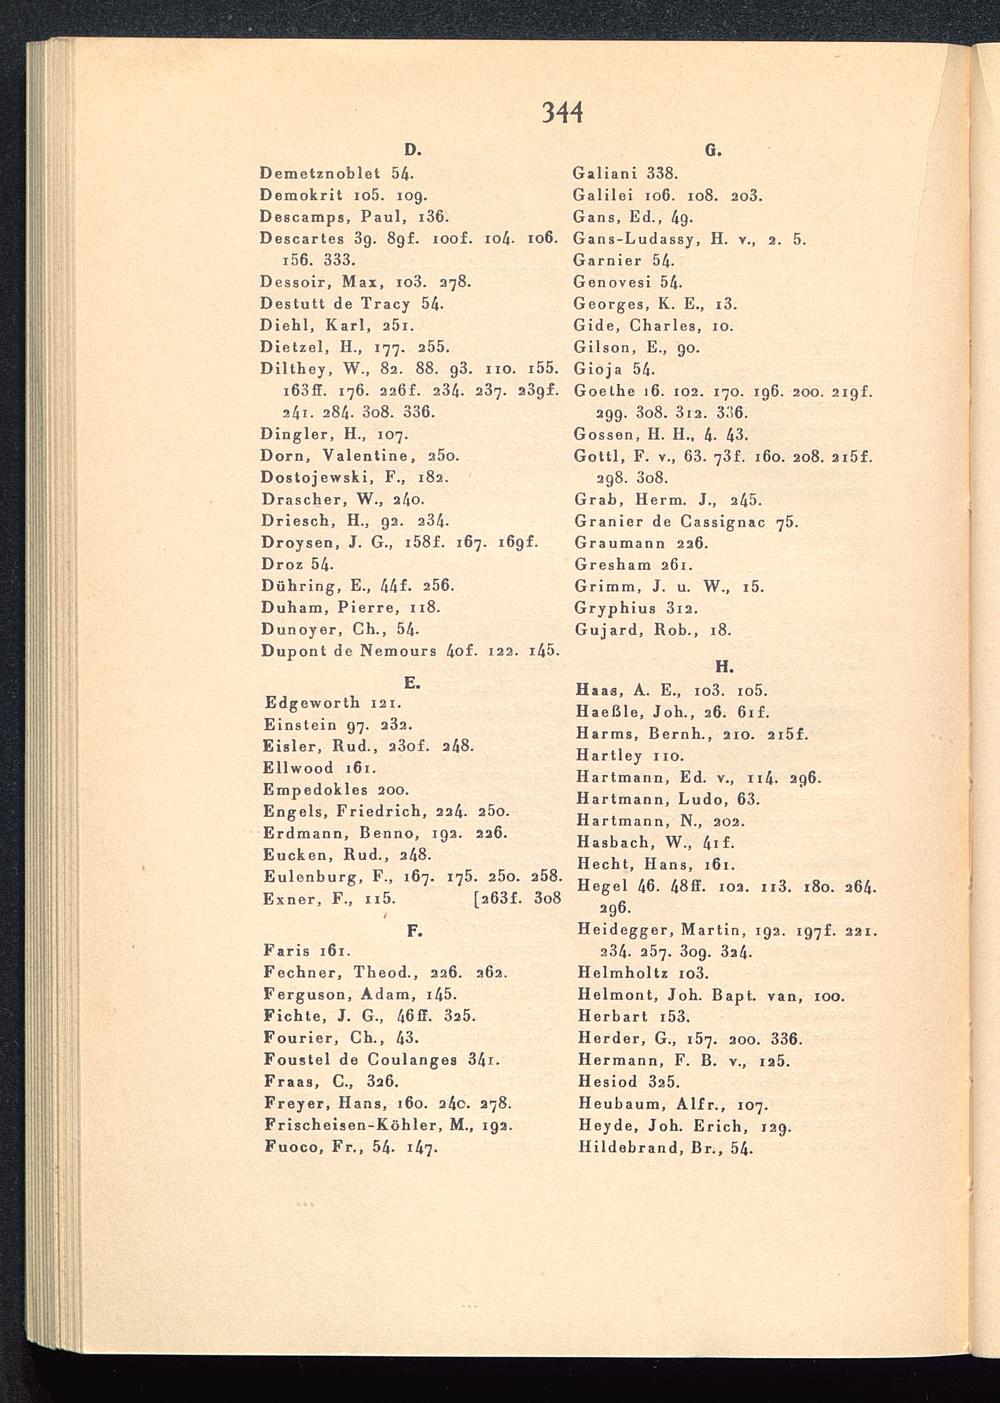 344
D.
Demetznoblet 54.
Demokrit 105. 109.
Descamps, Paul, 136.
Descartes 39. 89f. 100f. 104. 106.
156. 333.
Dessoir, Max, 103. 278.
Destutt de Tracy 54.
Diehl, Karl, 251.
Dietzel, H., 177. 255.
Dilthey, W., 82. 88. 93. 110. 155.
163ff. 176. 226f. 234. 237. 239f.
241. 284. 308. 336.
Dingler, H., 107.
Dorn, Valentine, 250.
Dostojewski, F., 182.
Drascher, W., 240.
Driesch, H., 92. 234.
Droysen, J. G., 158f. 167. 169f.
Droz 54.
Dühring, E., 44f. 256.
Duham, Pierre, 118.
Dunoyer, Ch., 54.
Dupont de Nemours 40f. 122. 145.
E.
Edgeworth 121.
Einstein 97. 232.
Eisler, Rud., 230f. 248.
Ellwood 161.
Empedokles 200.
Engels, Friedrich, 224. 250.
Erdmann, Benno, 192. 226.
Eucken, Rud., 248.
Eulenburg, F., 167. 175. 250. 258.
Exner, F., 115. [263f. 308
F.
Faris 161.
Fechner, Theod., 226. 262.
Ferguson, Adam, 145.
Fichte, J. G., 46ff. 325.
Fourier, Ch., 43.
Foustel de Coulanges 341.
Fraas, C., 326.
Freyer, Hans, 160. 240. 278.
Frischeisen-Köhler, M., 192.
Fuoco, Fr., 54. 147.
G.
Galiani 338.
Galilei 106. 108. 203.
Gans, Ed., 49.
Gans-Ludassy, H. v., 2. 5.
Garnier 54.
Genovesi 54.
Georges, K. E., 13.
Gide, Charles, 10.
Gilson, E., 90.
Gioja 54.
Goethe 16. 102. 170. 196. 200. 219f.
299. 308. 312. 336.
Gossen, H. H., 4. 43.
Gottl, F. v., 63. 73f. 160. 208. 215f.
298. 308.
Grab, Herm. J., 245.
Granier de Cassignac 75.
Graumann 226.
Gresham 261.
Grimm, J. u. W., 15.
Gryphius 312.
Gujard, Rob., 18.
H.
Haas, A. E., 103. 105.
Haeßle, Joh., 26. 61f.
Harms, Bernh., 210. 215f.
Hartley 110.
Hartmann, Ed. v., 114. 296.
Hartmann, Ludo, 63.
Hartmann, N., 202.
Hasbach, W., 41f.
Hecht, Hans, 161.
Hegel 46. 48ff. 102. 113. 180. 264.
296.
Heidegger, Martin, 192. 197f. 221.
234. 257. 309. 324.
Helmholtz 103.
Helmont, Joh. Bapt. van, 100.
Herbart 153.
Herder, G., 157. 200. 336.
Hermann, F. B. v., 125.
Hesiod 325.
Heubaum, Alfr., 107.
Heyde, Joh. Erich, 129.
Hildebrand, Br., 54.